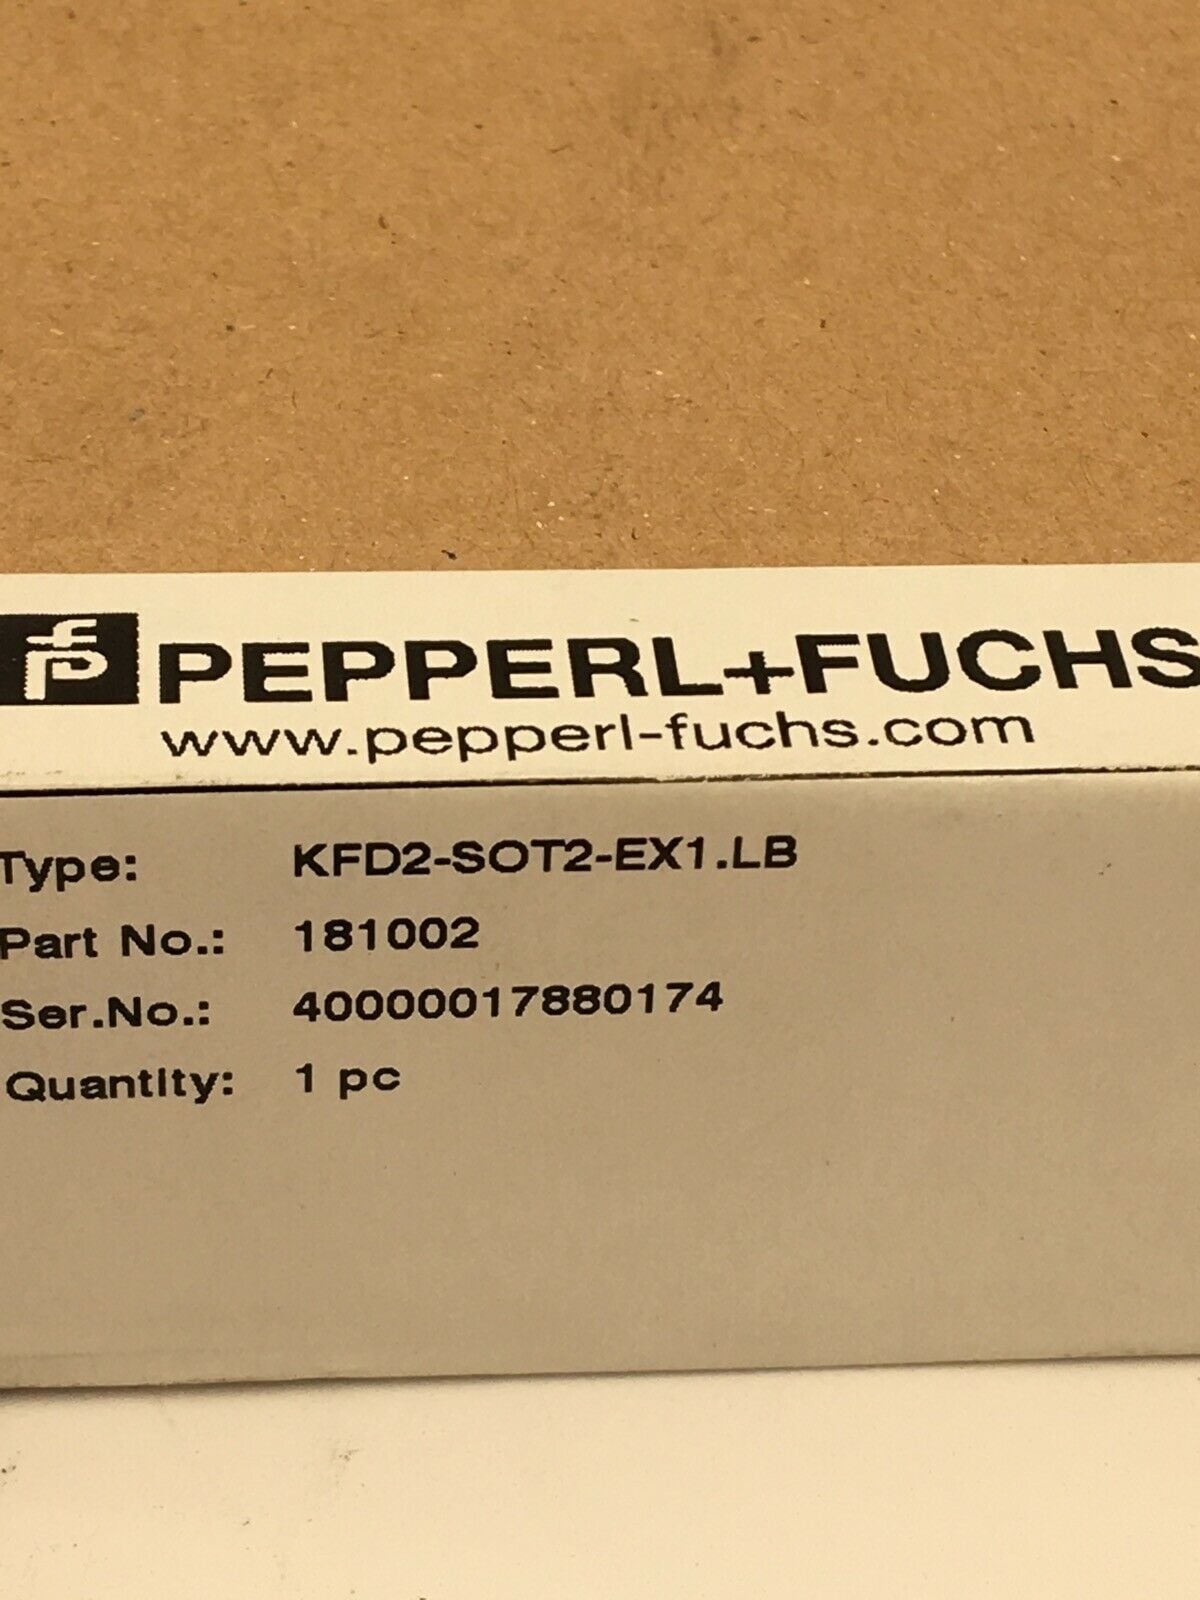 PEPPERL+FUCHS
www.pepperl-fuchs.com
Type: KFD2-SOT2-EX1.LB
Part No.: 181002
Ser.No.: 40000017880174
Quantity: 1 pc